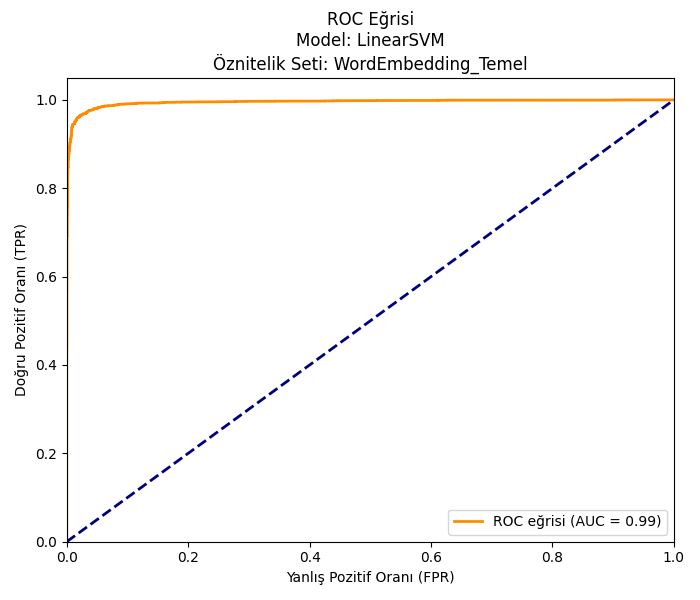 ROC Eğrisi
Model: LinearSVM
Öznitelik Seti: WordEmbedding_Temel
Doğru Pozitif Oranı (TPR)
1.0
0.8
0.6
0.4
0.2
0.0
ROC eğrisi (AUC = 0.99)
0.0 0.2 0.4 0.6 0.8 1.0
Yanlış Pozitif Oranı (FPR)